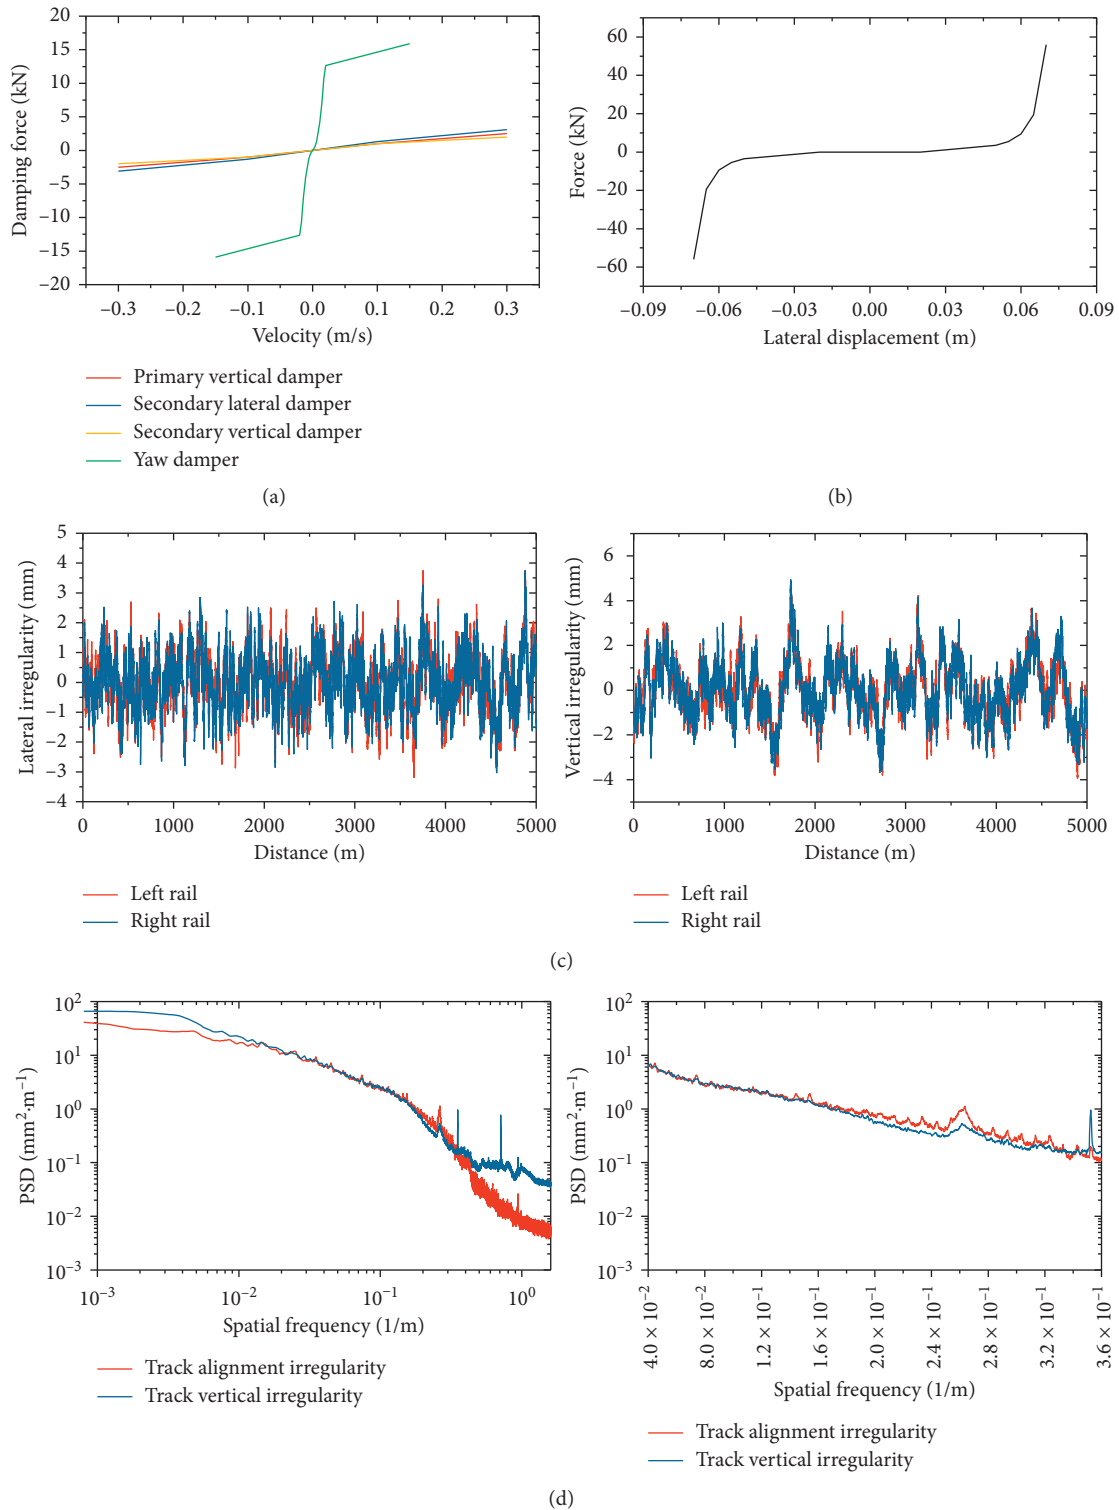 20
15
10
5
0
−5
−10
−15
−20
Damping force (kN)
−0.3 −0.2 −0.1 0.0 0.1 0.2 0.3
Velocity (m/s)
Primary vertical damper
Secondary lateral damper
Secondary vertical damper
Yaw damper
(a)
60
40
20
0
−20
−40
−60
Force (kN)
−0.09 −0.06 −0.03 0.00 0.03 0.06 0.09
Lateral displacement (m)
(b)
5
4
3
2
1
0
−1
−2
−3
−4
Lateral irregularity (mm)
0 1000 2000 3000 4000 5000
Distance (m)
Left rail
Right rail
6
4
2
0
−2
−4
Vertical irregularity (mm)
0 1000 2000 3000 4000 5000
Distance (m)
Left rail
Right rail
(c)
10²
10¹
10⁰
10⁻¹
10⁻²
10⁻³
PSD (mm²·m⁻¹)
10⁻³ 10⁻² 10⁻¹ 10⁰
Spatial frequency (1/m)
Track alignment irregularity
Track vertical irregularity
10²
10¹
10⁰
10⁻¹
10⁻²
10⁻³
PSD (mm²·m⁻¹)
4.0 × 10⁻²
8.0 × 10⁻²
1.2 × 10⁻¹
1.6 × 10⁻¹
2.0 × 10⁻¹
2.4 × 10⁻¹
2.8 × 10⁻¹
3.2 × 10⁻¹
3.6 × 10⁻¹
Spatial frequency (1/m)
Track alignment irregularity
Track vertical irregularity
(d)